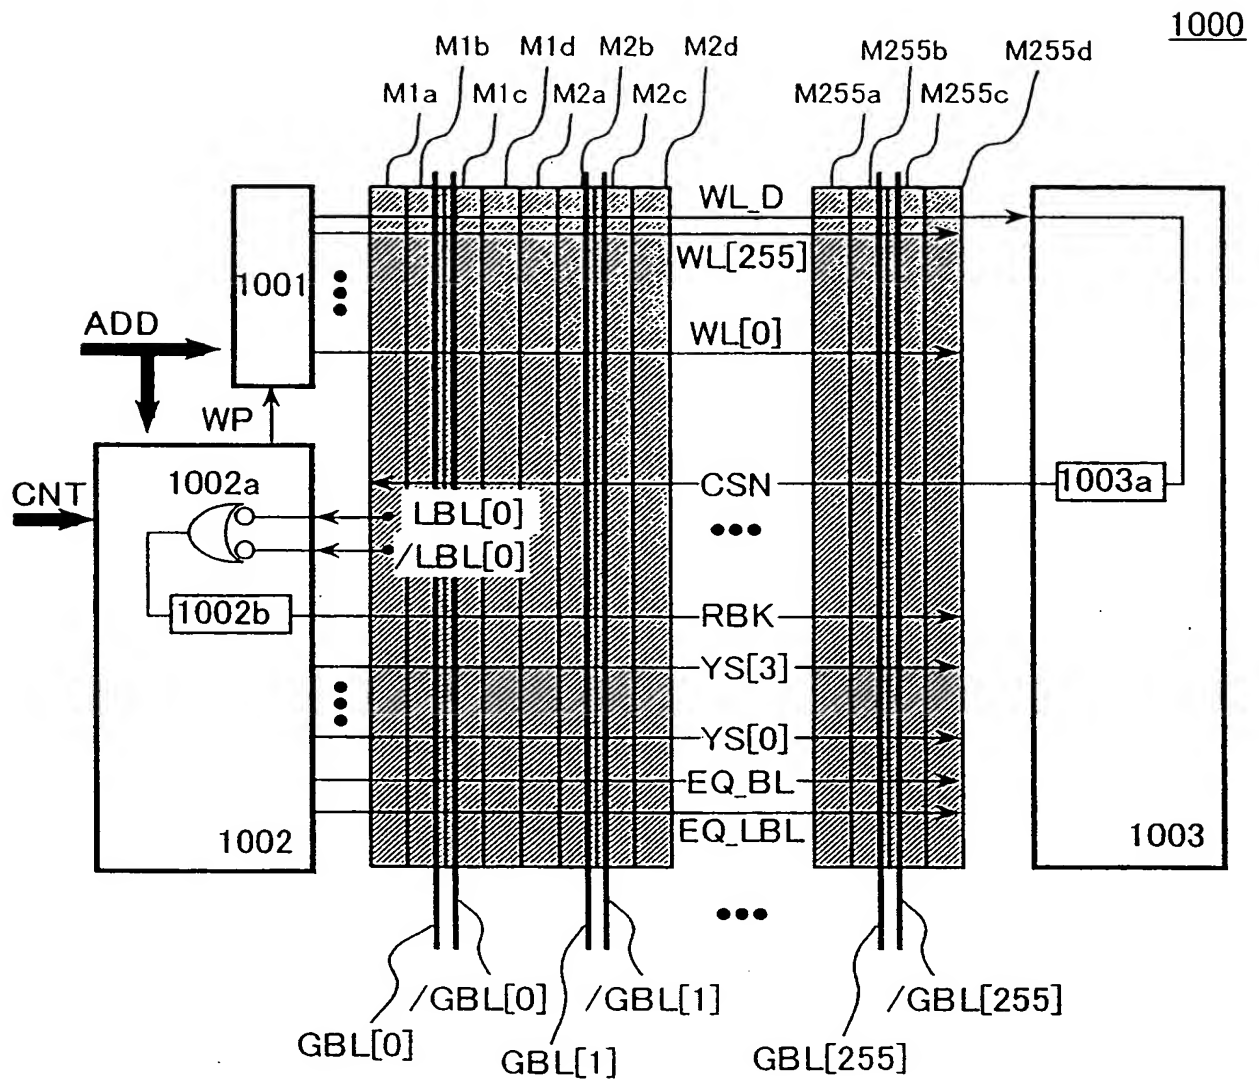 1000
M1b M1d M2b M2d M255b M255d
M1a M1c M2a M2c M255a M255c
WL_D
WL[255]
1001
ADD
WL[0]
WP
1002a
CNT
CSN
1003a
LBL[0]
/LBL[0]
1002b
RBK
YS[3]
YS[0]
EQ_BL
EQ_LBL
1002
1003
/GBL[0] /GBL[1] /GBL[255]
GBL[0] GBL[1] GBL[255]